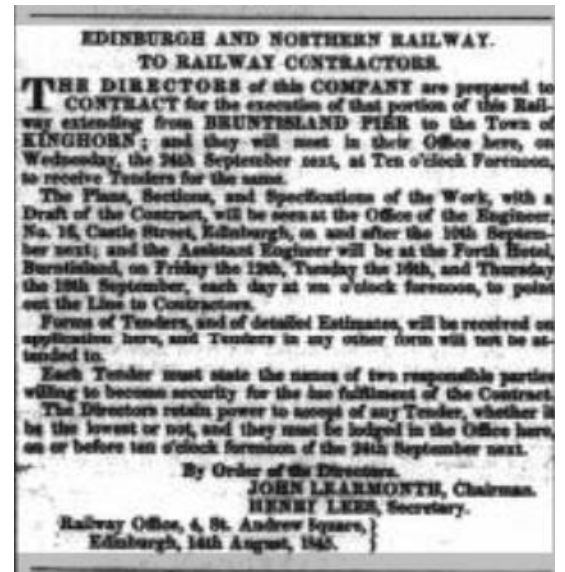 EDINBURGH AND NORTHERN RAILWAY.
TO RAILWAY CONTRACTORS.
THE DIRECTORS of this COMPANY are prepared to
CONTRACT for the execution of that portion of this Rail-
way extending from BRUNTISLAND PIER to the Town of
KINGHORN; and they will meet in their Office here, on
Wednesday, the 24th September next, at Ten o'clock Forenoon,
to receive Tenders for the same.
The Plans, Sections, and Specifications of the Work, with a
Draft of the Contract, will be seen at the Office of the Engineer,
No. 16, Castle Street, Edinburgh, on and after the 10th Septem-
ber next; and the Assistant Engineer will be at the Forth Hotel,
Burntisland, on Friday the 12th, Tuesday the 16th, and Thursday
the 18th September, each day at ten o'clock forenoon, to point
out the Line to Contractors.
Forms of Tenders, and of detailed Estimates, will be received on
application here, and Tenders in any other form will not be at-
tended to.
Each Tender must state the names of two responsible parties
willing to become security for the due fulfilment of the Contract.
The Directors retain power to accept of any Tender, whether it
be the lowest or not, and they must be lodged in the Office here,
on or before ten o'clock forenoon of the 24th September next.
By Order of the Directors.
JOHN LEARMONTH, Chairman.
HENRY LEES, Secretary.
Railway Office, 4, St. Andrew Square,
Edinburgh, 14th August, 1845.